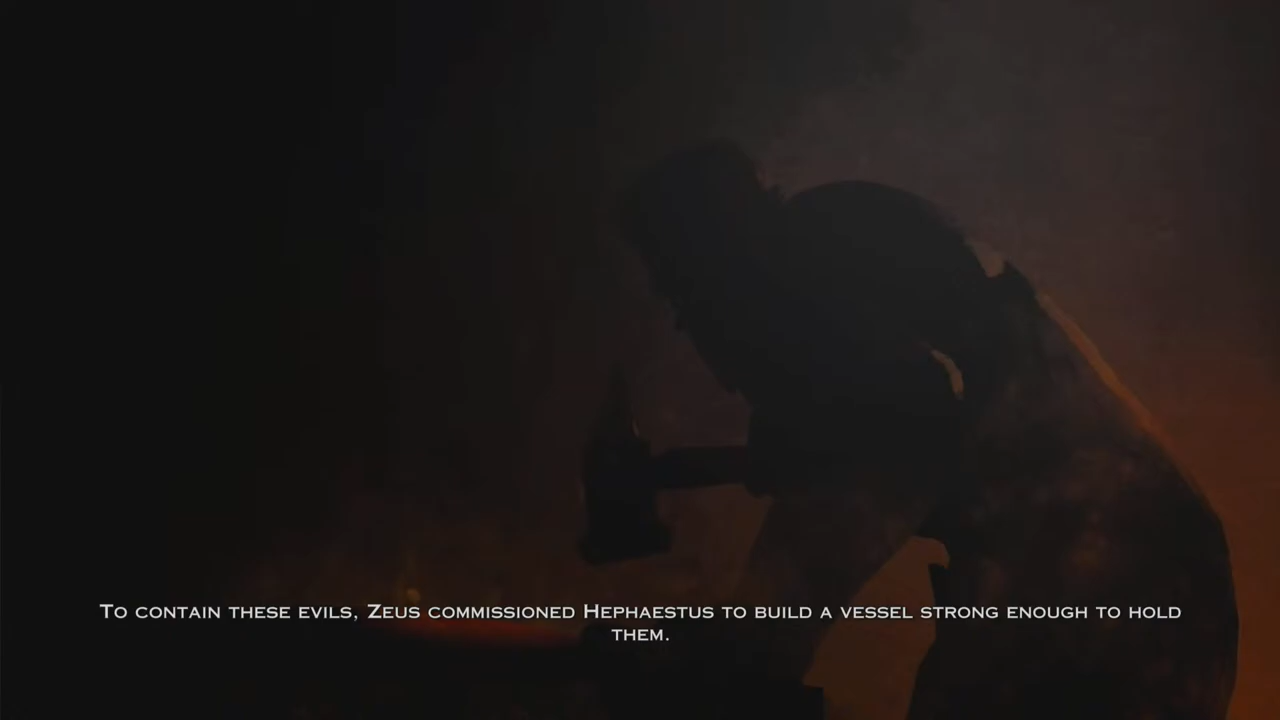 To contain these evils, Zeus commissioned Hephaestus to build a vessel strong enough to hold
them.